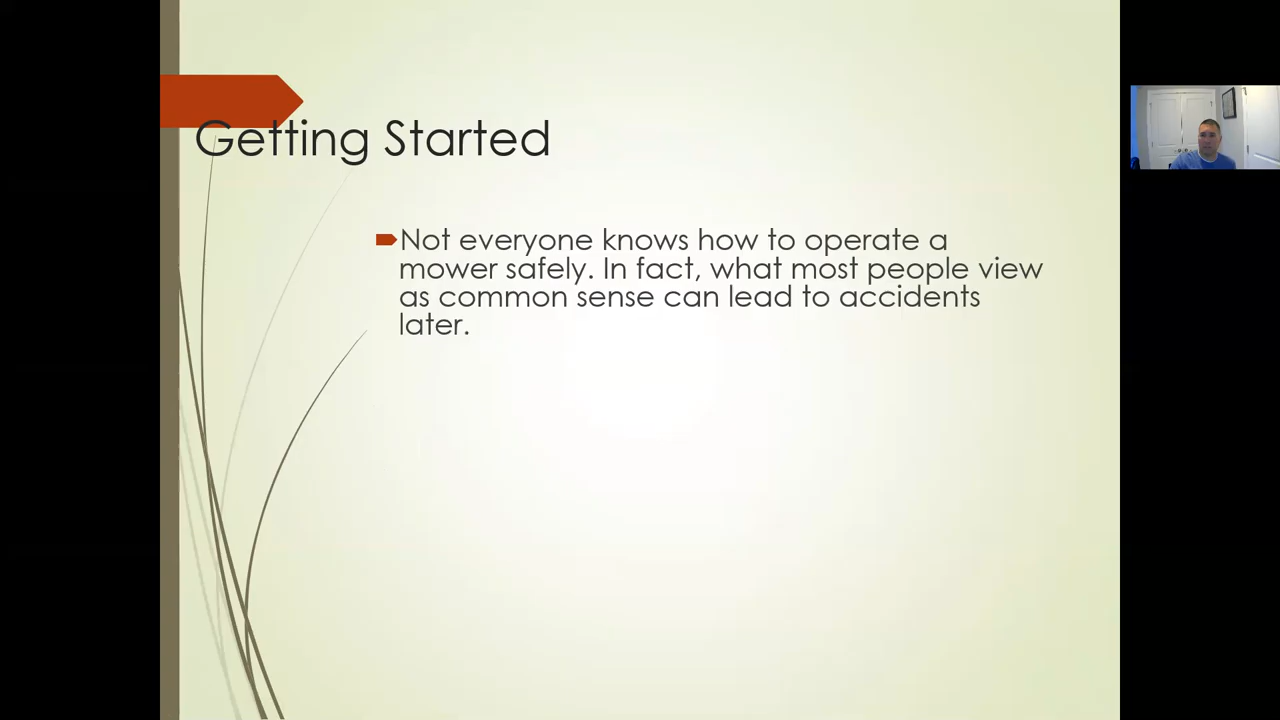 Getting Started
Not everyone knows how to operate a
mower safely. In fact, what most people view
as common sense can lead to accidents
later.